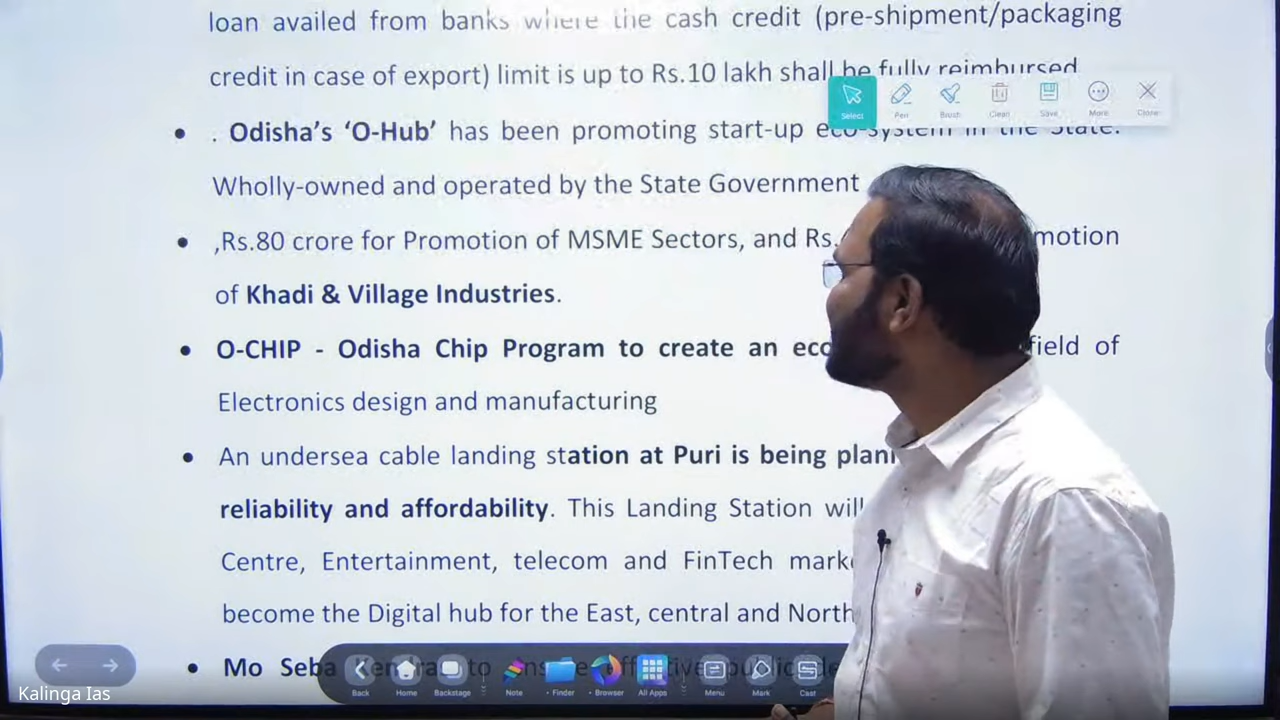 loan availed from banks where the cash credit (pre-shipment/packaging
credit in case of export) limit is up to Rs.10 lakh shall be fully reimbursed
Select Pen Brush Clean Save More Close
• . Odisha’s ‘O-Hub’ has been promoting start-up eco-system in the State.
Wholly-owned and operated by the State Government
• ,Rs.80 crore for Promotion of MSME Sectors, and Rs. motion
of Khadi & Village Industries.
• O-CHIP - Odisha Chip Program to create an eco field of
Electronics design and manufacturing
• An undersea cable landing station at Puri is being plan
reliability and affordability. This Landing Station will
Centre, Entertainment, telecom and FinTech mark
become the Digital hub for the East, central and North
• Mo Seba Kendra to
Back Home Backstage Note • Finder • Browser All Apps Menu Mark Cast
Kalinga Ias